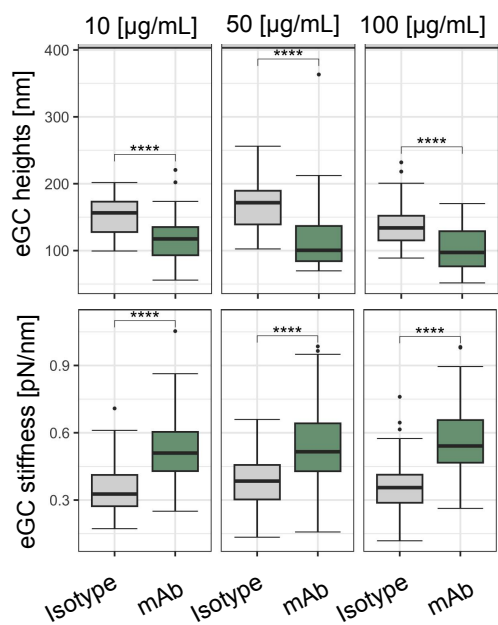 10 [µg/mL] 50 [µg/mL] 100 [µg/mL]
eGC heights [nm]
400
300
200
100
**** **** ****
eGC stiffness [pN/nm]
0.9
0.6
0.3
**** **** ****
Isotype mAb Isotype mAb Isotype mAb